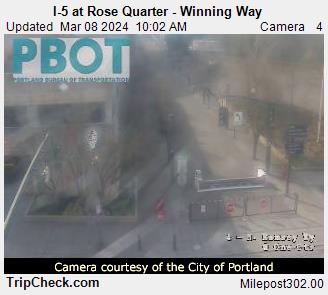 I-5 at Rose Quarter - Winning Way
Updated Mar 08 2024 10:02 AM Camera 4
PBOT
PORTLAND BUREAU OF TRANSPORTATION
Camera courtesy of the City of Portland
TripCheck.com Milepost302.00